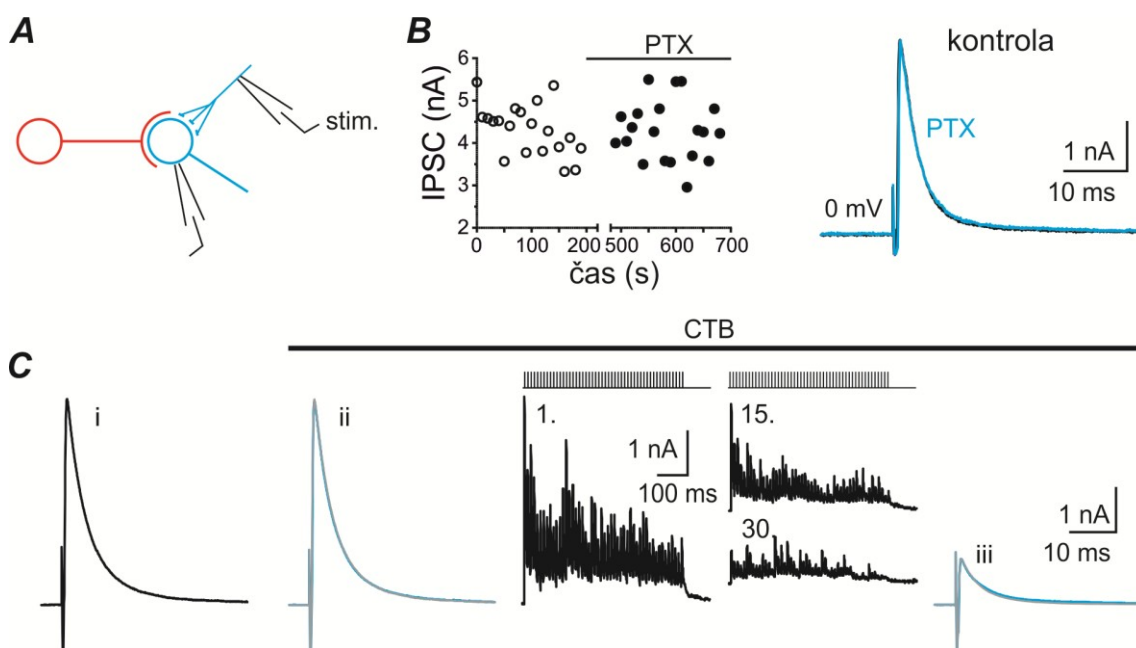 A
stim.
B
PTX
IPSC (nA)
6
5
4
3
2
0
100
200
500
600
700
čas (s)
kontrola
PTX
0 mV
1 nA
10 ms
CTB
C
i
ii
1.
1 nA
100 ms
15.
30.
1 nA
10 ms
iii